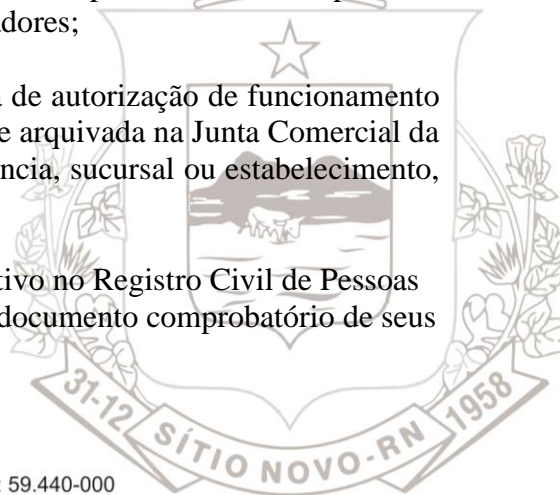 adores;
de autorização de funcionamento
e arquivada na Junta Comercial da
ncia, sucursal ou estabelecimento,
tivo no Registro Civil de Pessoas
documento comprobatório de seus
31-12 SÍTIO NOVO-RN 1958
: 59.440-000